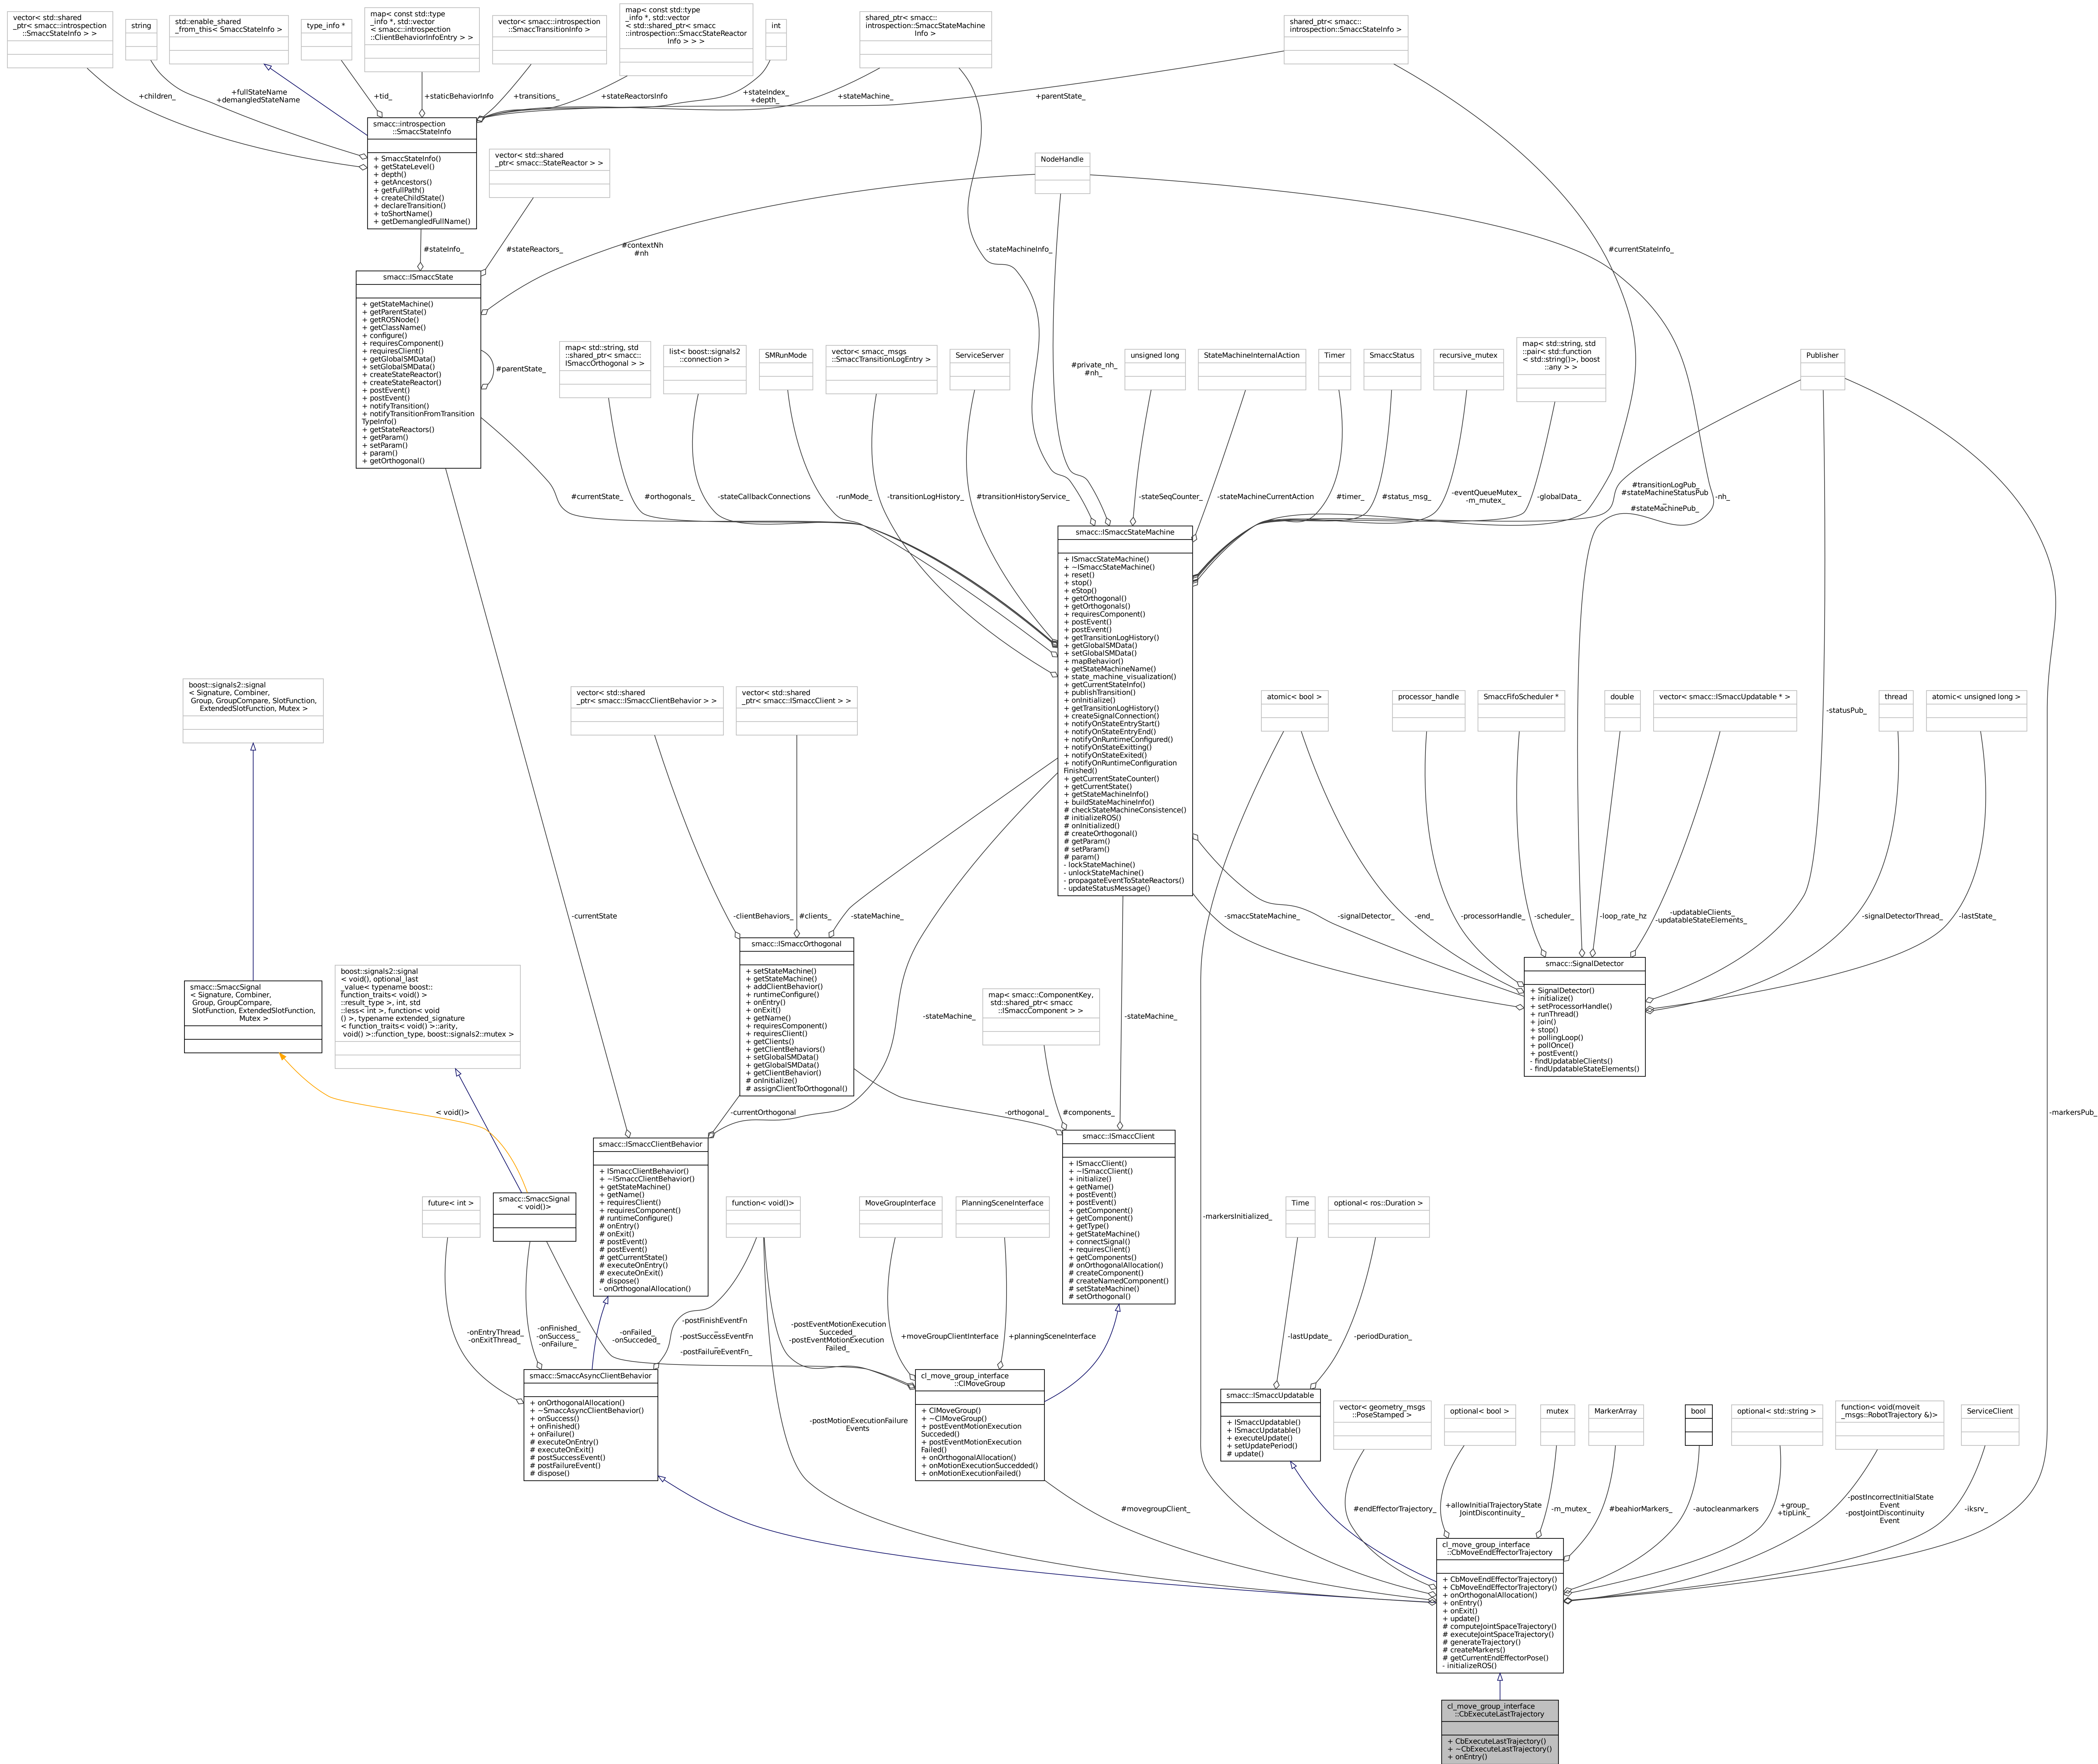 vector< std::shared
_ptr< smacc::introspection
::SmaccStateInfo > >
string
std::enable_shared
_from_this< SmaccStateInfo >
type_info *
map< const std::type
_info *, std::vector
< smacc::introspection
::ClientBehaviorInfoEntry > >
vector< smacc::introspection
::SmaccTransitionInfo >
map< const std::type
_info *, std::vector
< std::shared_ptr< smacc
::introspection::SmaccStateReactor
Info > > >
int
shared_ptr< smacc::
introspection::SmaccStateMachine
Info >
shared_ptr< smacc::
introspection::SmaccStateInfo >
+children_
+fullStateName
+demangledStateName
+tid_
+staticBehaviorInfo
+transitions_
+stateReactorsInfo
+stateIndex_
+depth_
+stateMachine_
+parentState_
smacc::introspection
::SmaccStateInfo
+ SmaccStateInfo()
+ getStateLevel()
+ depth()
+ getAncestors()
+ getFullPath()
+ createChildState()
+ declareTransition()
+ toShortName()
+ getDemangledFullName()
vector< std::shared
_ptr< smacc::StateReactor > >
NodeHandle
#stateInfo_
#stateReactors_
#contextNh
#nh
-stateMachineInfo_
#currentStateInfo_
smacc::ISmaccState
+ getStateMachine()
+ getParentState()
+ getROSNode()
+ getClassName()
+ configure()
+ requiresComponent()
+ requiresClient()
+ getGlobalSMData()
+ setGlobalSMData()
+ createStateReactor()
+ createStateReactor()
+ postEvent()
+ postEvent()
+ notifyTransition()
+ notifyTransitionFromTransition
TypeInfo()
+ getStateReactors()
+ getParam()
+ setParam()
+ param()
+ getOrthogonal()
#parentState_
map< std::string, std
::shared_ptr< smacc::
ISmaccOrthogonal > >
list< boost::signals2
::connection >
SMRunMode
vector< smacc_msgs
::SmaccTransitionLogEntry >
ServiceServer
#private_nh_
#nh_
unsigned long
StateMachineInternalAction
Timer
SmaccStatus
recursive_mutex
map< std::string, std
::pair< std::function
< std::string()>, boost
::any > >
Publisher
#currentState_
#orthogonals_
-stateCallbackConnections
-runMode_
-transitionLogHistory_
#transitionHistoryService_
-stateSeqCounter_
-stateMachineCurrentAction
#timer_
#status_msg_
-eventQueueMutex_
-m_mutex_
-globalData_
#transitionLogPub_
#stateMachineStatusPub
_
#stateMachinePub_
-nh_
smacc::ISmaccStateMachine
+ ISmaccStateMachine()
+ ~ISmaccStateMachine()
+ reset()
+ stop()
+ eStop()
+ getOrthogonal()
+ getOrthogonals()
+ requiresComponent()
+ postEvent()
+ postEvent()
+ getTransitionLogHistory()
+ getGlobalSMData()
+ setGlobalSMData()
+ mapBehavior()
+ getStateMachineName()
+ state_machine_visualization()
+ getCurrentStateInfo()
+ publishTransition()
+ onInitialize()
+ getTransitionLogHistory()
+ createSignalConnection()
+ notifyOnStateEntryStart()
+ notifyOnStateEntryEnd()
+ notifyOnRuntimeConfigured()
+ notifyOnStateExitting()
+ notifyOnStateExited()
+ notifyOnRuntimeConfiguration
Finished()
+ getCurrentStateCounter()
+ getCurrentState()
+ getStateMachineInfo()
+ buildStateMachineInfo()
# checkStateMachineConsistence()
# initializeROS()
# onInitialized()
# createOrthogonal()
# getParam()
# setParam()
# param()
- lockStateMachine()
- unlockStateMachine()
- propagateEventToStateReactors()
- updateStatusMessage()
boost::signals2::signal
< Signature, Combiner,
Group, GroupCompare, SlotFunction,
ExtendedSlotFunction, Mutex >
vector< std::shared
_ptr< smacc::ISmaccClientBehavior > >
vector< std::shared
_ptr< smacc::ISmaccClient > >
atomic< bool >
processor_handle
SmaccFifoScheduler *
double
vector< smacc::ISmaccUpdatable * >
thread
atomic< unsigned long >
-statusPub_
-currentState
-clientBehaviors_
#clients_
-stateMachine_
-smaccStateMachine_
-signalDetector_
-end_
-processorHandle_
-scheduler_
-loop_rate_hz
-updatableClients_
-updatableStateElements_
-signalDetectorThread_
-lastState_
smacc::ISmaccOrthogonal
+ setStateMachine()
+ getStateMachine()
+ addClientBehavior()
+ runtimeConfigure()
+ onEntry()
+ onExit()
+ getName()
+ requiresComponent()
+ requiresClient()
+ getClients()
+ getClientBehaviors()
+ setGlobalSMData()
+ getGlobalSMData()
+ getClientBehavior()
# onInitialize()
# assignClientToOrthogonal()
smacc::SignalDetector
+ SignalDetector()
+ initialize()
+ setProcessorHandle()
+ runThread()
+ join()
+ stop()
+ pollingLoop()
+ pollOnce()
+ postEvent()
- findUpdatableClients()
- findUpdatableStateElements()
smacc::SmaccSignal
< Signature, Combiner,
Group, GroupCompare,
SlotFunction, ExtendedSlotFunction,
Mutex >
boost::signals2::signal
< void(), optional_last
_value< typename boost::
function_traits< void() >
::result_type >, int, std
::less< int >, function< void
() >, typename extended_signature
< function_traits< void() >::arity,
void() >::function_type, boost::signals2::mutex >
map< smacc::ComponentKey,
std::shared_ptr< smacc
::ISmaccComponent > >
-stateMachine_
-stateMachine_
< void()>
-currentOrthogonal
-orthogonal_
#components_
-markersPub_
smacc::ISmaccClientBehavior
+ ISmaccClientBehavior()
+ ~ISmaccClientBehavior()
+ getStateMachine()
+ getName()
+ requiresClient()
+ requiresComponent()
# runtimeConfigure()
# onEntry()
# onExit()
# postEvent()
# postEvent()
# getCurrentState()
# executeOnEntry()
# executeOnExit()
# dispose()
- onOrthogonalAllocation()
smacc::ISmaccClient
+ ISmaccClient()
+ ~ISmaccClient()
+ initialize()
+ getName()
+ postEvent()
+ postEvent()
+ getComponent()
+ getComponent()
+ getType()
+ getStateMachine()
+ connectSignal()
+ requiresClient()
+ getComponents()
# onOrthogonalAllocation()
# createComponent()
# createNamedComponent()
# setStateMachine()
# setOrthogonal()
future< int >
smacc::SmaccSignal
< void()>
function< void()>
MoveGroupInterface
PlanningSceneInterface
-markersInitialized_
Time
optional< ros::Duration >
-onEntryThread_
-onExitThread_
-onFinished_
-onSuccess_
-onFailure_
-onFailed_
-onSucceded_
-postFinishEventFn
_
-postSuccessEventFn
_
-postFailureEventFn_
-postEventMotionExecution
Succeded_
-postEventMotionExecution
Failed_
+moveGroupClientInterface
+planningSceneInterface
-lastUpdate_
-periodDuration_
smacc::SmaccAsyncClientBehavior
+ onOrthogonalAllocation()
+ ~SmaccAsyncClientBehavior()
+ onSuccess()
+ onFinished()
+ onFailure()
# executeOnEntry()
# executeOnExit()
# postSuccessEvent()
# postFailureEvent()
# dispose()
cl_move_group_interface
::ClMoveGroup
+ ClMoveGroup()
+ ~ClMoveGroup()
+ postEventMotionExecution
Succeded()
+ postEventMotionExecution
Failed()
+ onOrthogonalAllocation()
+ onMotionExecutionSuccedded()
+ onMotionExecutionFailed()
smacc::ISmaccUpdatable
+ ISmaccUpdatable()
+ ISmaccUpdatable()
+ executeUpdate()
+ setUpdatePeriod()
# update()
vector< geometry_msgs
::PoseStamped >
optional< bool >
mutex
MarkerArray
bool
optional< std::string >
function< void(moveit
_msgs::RobotTrajectory &)>
ServiceClient
-postMotionExecutionFailure
Events
#movegroupClient_
#endEffectorTrajectory_
+allowInitialTrajectoryState
JointDiscontinuity_
-m_mutex_
#beahiorMarkers_
-autocleanmarkers
+group_
+tipLink_
-postIncorrectInitialState
Event
-postJointDiscontinuity
Event
-iksrv_
cl_move_group_interface
::CbMoveEndEffectorTrajectory
+ CbMoveEndEffectorTrajectory()
+ CbMoveEndEffectorTrajectory()
+ onOrthogonalAllocation()
+ onEntry()
+ onExit()
+ update()
# computeJointSpaceTrajectory()
# executeJointSpaceTrajectory()
# generateTrajectory()
# createMarkers()
# getCurrentEndEffectorPose()
- initializeROS()
cl_move_group_interface
::CbExecuteLastTrajectory
+ CbExecuteLastTrajectory()
+ ~CbExecuteLastTrajectory()
+ onEntry()